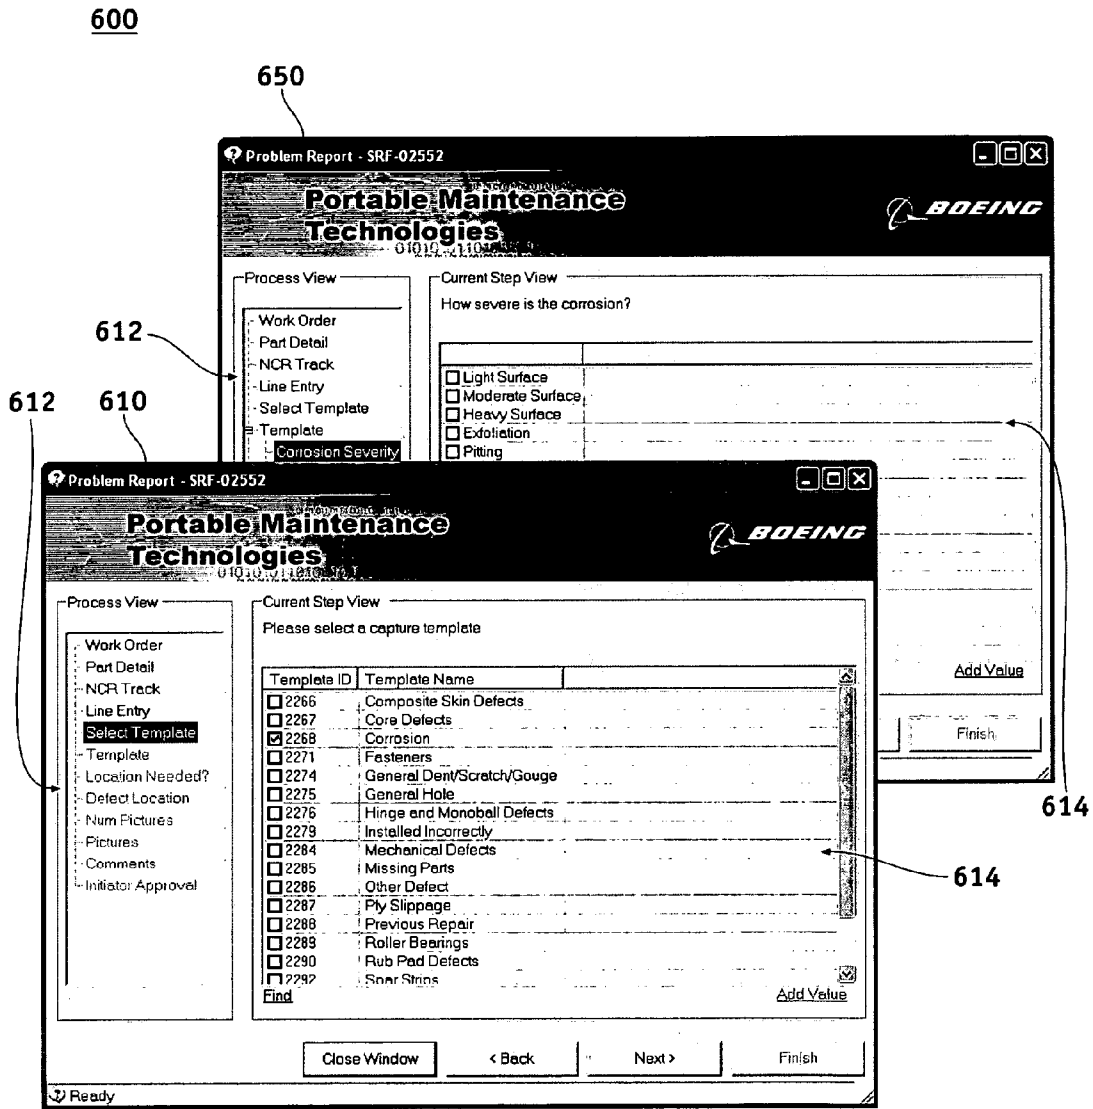 600
650
Problem Report - SRF-02552
Portable Maintenance
Technologies
BOEING
Process View
Current Step View
How severe is the corrosion?
Work Order
Part Detail
NCR Track
Line Entry
Select Template
Template
Corrosion Severity
Light Surface
Moderate Surface
Heavy Surface
Exfoliation
Pitting
Add Value
Finish
612
614
612
610
Problem Report - SRF-02552
Portable Maintenance
Technologies
BOEING
Process View
Current Step View
Please select a capture template
Work Order
Part Detail
NCR Track
Line Entry
Select Template
Template
Location Needed?
Defect Location
Num Pictures
Pictures
Comments
Initiator Approval
Template ID Template Name
2266 Composite Skin Defects
2267 Core Defects
2268 Corrosion
2271 Fasteners
2274 General Dent/Scratch/Gouge
2275 General Hole
2276 Hinge and Monoball Defects
2279 Installed Incorrectly
2284 Mechanical Defects
2285 Missing Parts
2286 Other Defect
2287 Ply Slippage
2288 Previous Repair
2289 Roller Bearings
2290 Rub Pad Defects
2292 Spar Strips
Find
Add Value
614
Close Window
< Back
Next >
Finish
Ready